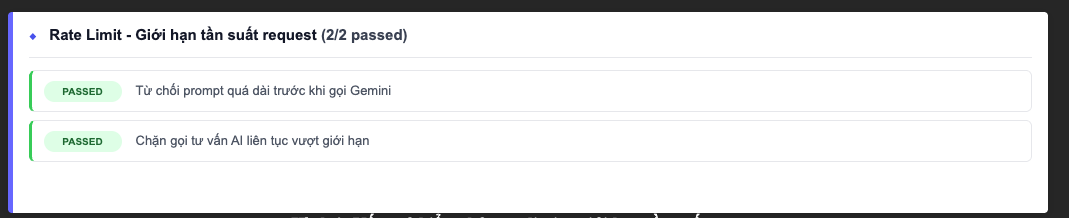 ◆ Rate Limit - Giới hạn tần suất request (2/2 passed)
PASSED Từ chối prompt quá dài trước khi gọi Gemini
PASSED Chặn gọi tư vấn AI liên tục vượt giới hạn